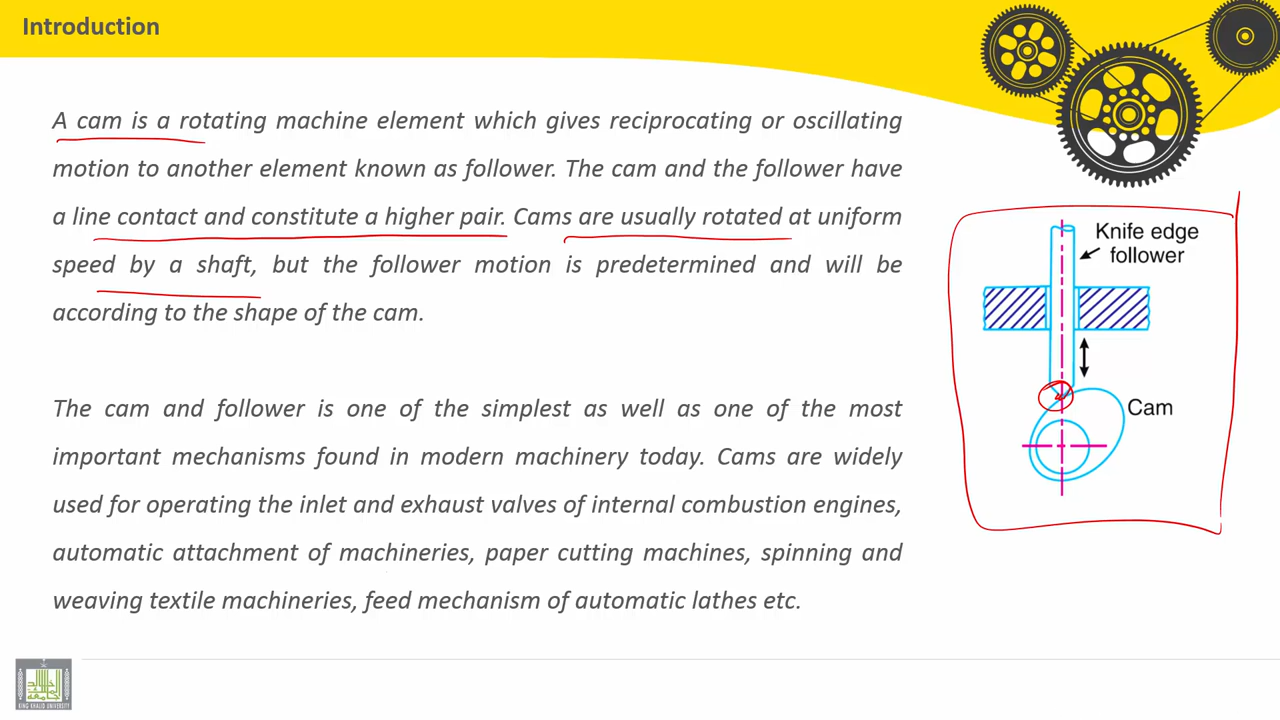 Introduction
A cam is a rotating machine element which gives reciprocating or oscillating
motion to another element known as follower. The cam and the follower have
a line contact and constitute a higher pair. Cams are usually rotated at uniform
speed by a shaft, but the follower motion is predetermined and will be
according to the shape of the cam.
The cam and follower is one of the simplest as well as one of the most
important mechanisms found in modern machinery today. Cams are widely
used for operating the inlet and exhaust valves of internal combustion engines,
automatic attachment of machineries, paper cutting machines, spinning and
weaving textile machineries, feed mechanism of automatic lathes etc.
Knife edge
follower
Cam
KING KHALID UNIVERSITY